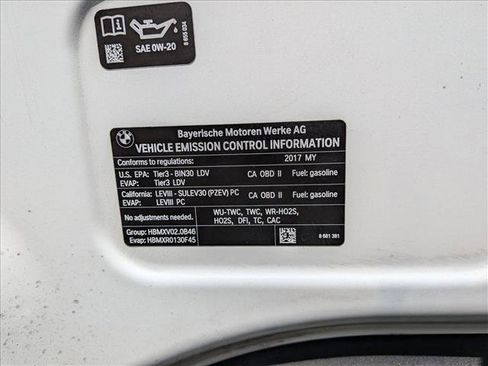 SAE 0W-20
8 655 034
BMW
Bayerische Motoren Werke AG
VEHICLE EMISSION CONTROL INFORMATION
Conforms to regulations: 2017 MY
U.S. EPA: Tier3 - BIN30 LDV CA OBD II Fuel: gasoline
EVAP: Tier3 LDV
California: LEVIII - SULEV30 (PZEV) PC CA OBD II Fuel: gasoline
EVAP: LEVIII PC
No adjustments needed. WU-TWC, TWC, WR-HO2S,
HO2S, DFI, TC, CAC
Group: HBMXV02.0B46
Evap: HBMXR0130F45 8 681 381